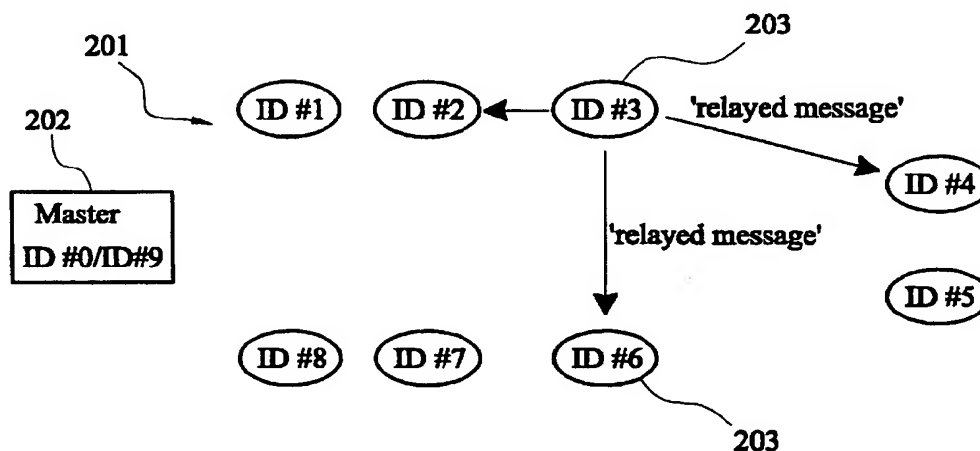 203
201
202
ID #1
ID #2
ID #3
'relayed message'
ID #4
Master
ID #0/ID#9
'relayed message'
ID #5
ID #8
ID #7
ID #6
203